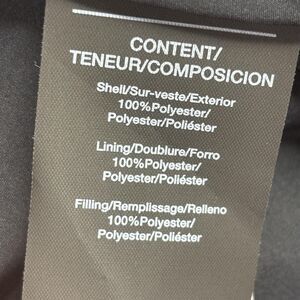 CONTENT/
TENEUR/COMPOSICION
Shell/Sur-veste/Exterior
100%Polyester/
Polyester/Poliéster
Lining/Doublure/Forro
100%Polyester/
Polyester/Poliéster
Filling/Remplissage/Relleno
100%Polyester/
Polyester/Poliéster